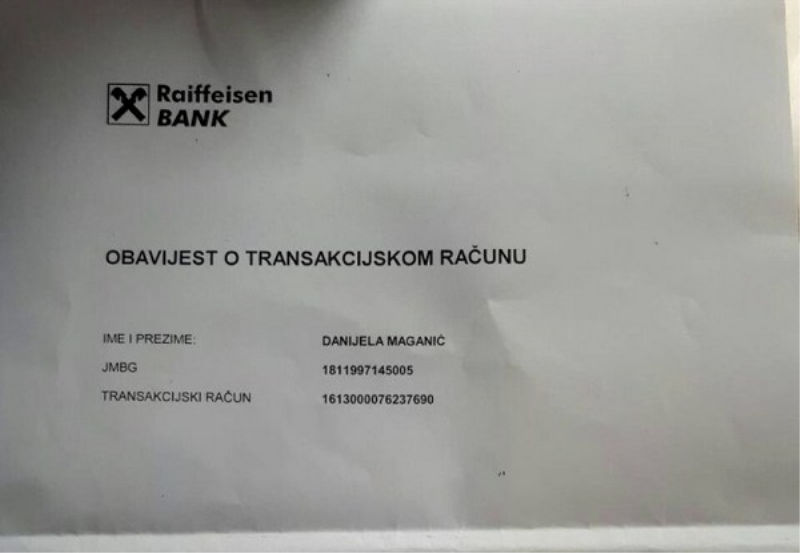 Raiffeisen
BANK
OBAVIJEST O TRANSAKCIJSKOM RAČUNU
IME I PREZIME: DANIJELA MAGANIĆ
JMBG 1811997145005
TRANSAKCIJSKI RAČUN 1613000076237690